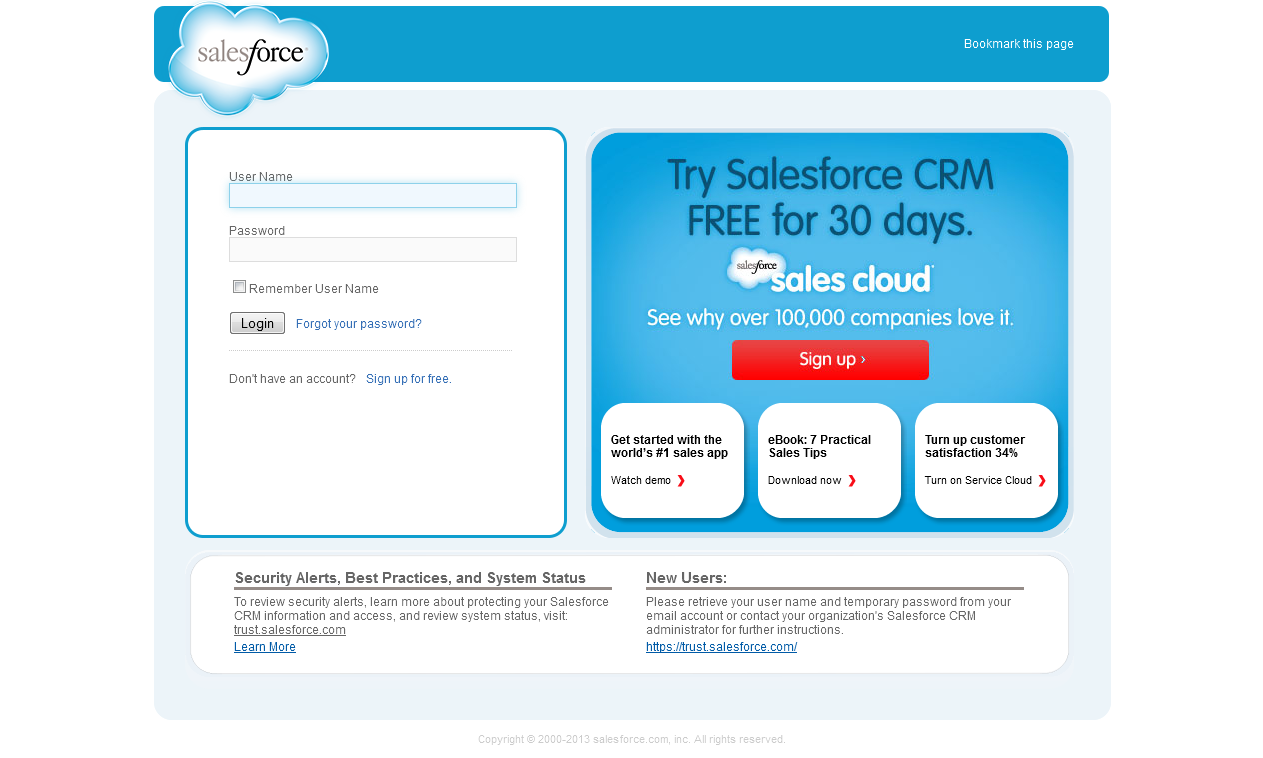 salesforce
Bookmark this page
User Name
Password
Remember User Name
Login Forgot your password?
Don't have an account? Sign up for free.
Try Salesforce CRM
FREE for 30 days.
salesforce
sales cloud
See why over 100,000 companies love it.
Sign up ›
Get started with the
world's #1 sales app
Watch demo ❯
eBook: 7 Practical
Sales Tips
Download now ❯
Turn up customer
satisfaction 34%
Turn on Service Cloud ❯
Security Alerts, Best Practices, and System Status
To review security alerts, learn more about protecting your Salesforce
CRM information and access, and review system status, visit:
trust.salesforce.com
Learn More
New Users:
Please retrieve your user name and temporary password from your
email account or contact your organization's Salesforce CRM
administrator for further instructions.
https://trust.salesforce.com/
Copyright © 2000-2013 salesforce.com, inc. All rights reserved.